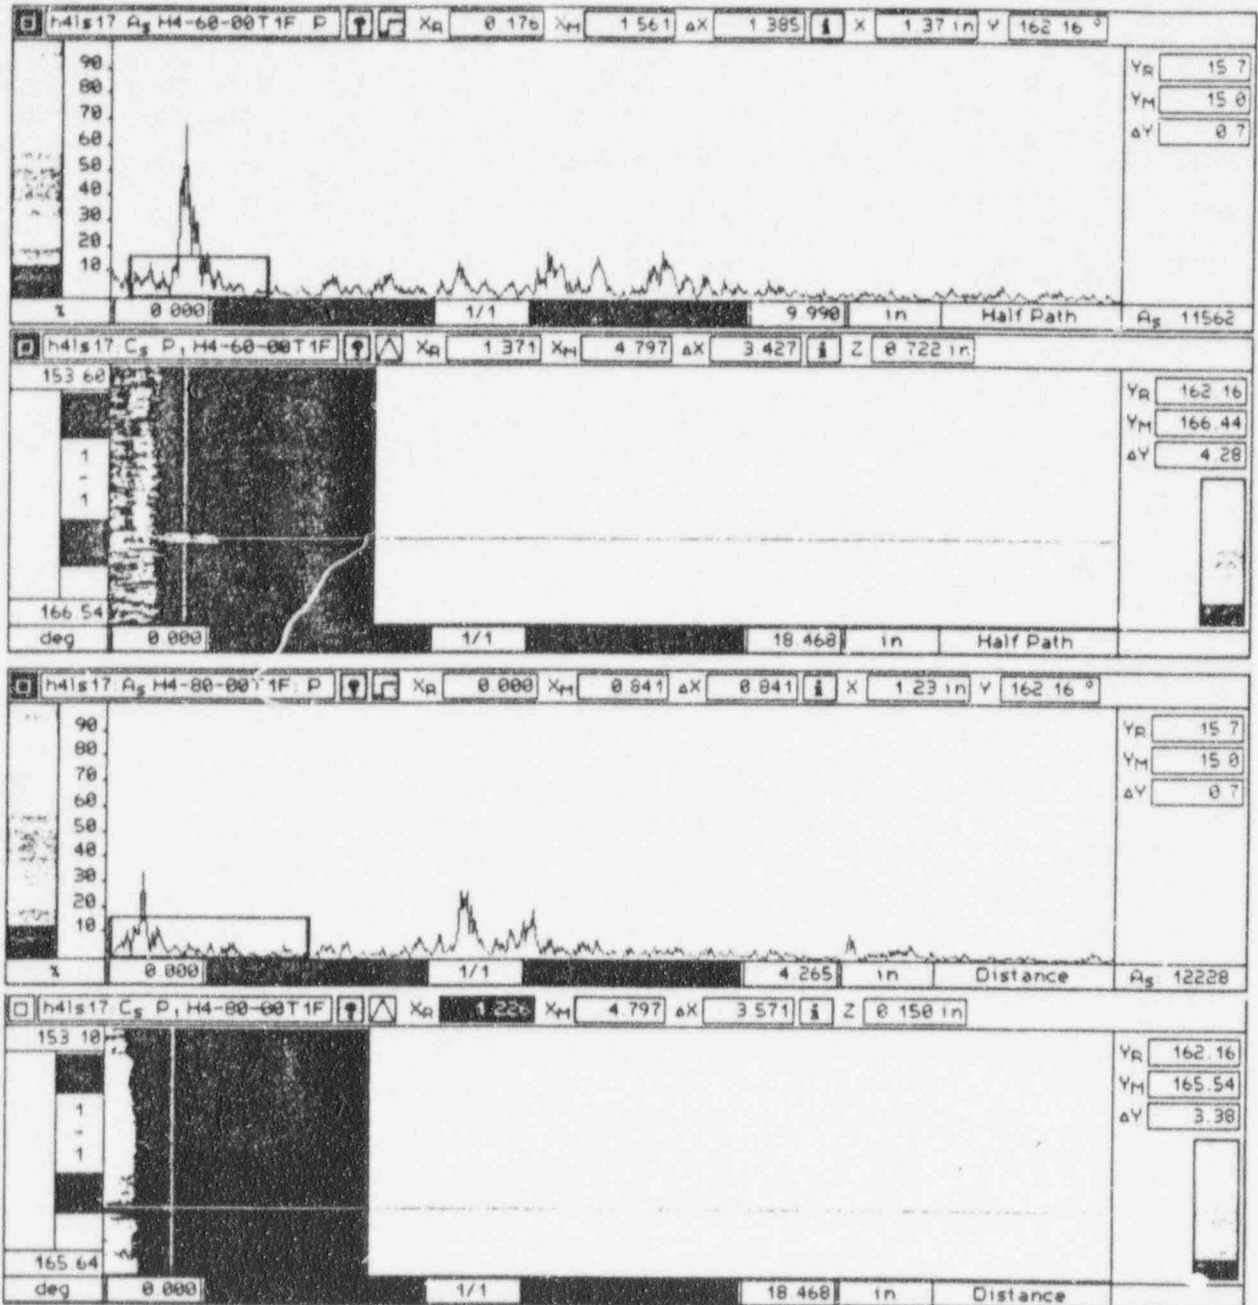 h4ls17 As H4-60-00T1F P XR 0.176 XM 1.561 ΔX 1.385 i X 1.37 in Y 162.16 °
90
80
70
60
50
40
30
20
10
YR 15.7
YM 15.0
ΔY 0.7
% 0.000 1/1 9.990 in Half Path As 11562
h4ls17 Cs P, H4-60-00T1F XR 1.371 XM 4.797 ΔX 3.427 i Z 0.722 in
153.60
1
-
1
166.54
YR 162.16
YM 166.44
ΔY 4.28
deg 0.000 1/1 18.468 in Half Path
h4ls17 As H4-80-00T1F: P XR 0.000 XM 0.841 ΔX 0.841 i X 1.23 in Y 162.16 °
90
80
70
60
50
40
30
20
10
YR 15.7
YM 15.0
ΔY 0.7
% 0.000 1/1 4.265 in Distance As: 12228
h4ls17 Cs P, H4-80-00T1F XR XM 4.797 ΔX 3.571 i Z 0.150 in
153.10
1
-
1
165.64
YR 162.16
YM 165.54
ΔY 3.38
deg 0.000 1/1 18.468 in Distance